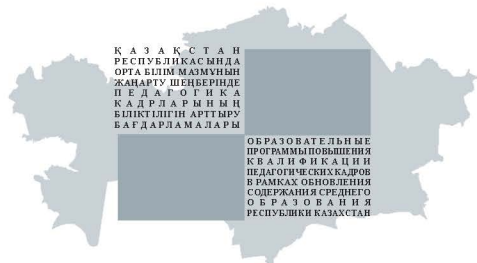 ҚАЗАҚСТАН
РЕСПУБЛИКАСЫНДА
ОРТА БІЛІМ МАЗМҰНЫН
ЖАҢАРТУ ШЕҢБЕРІНДЕ
ПЕДАГОГИКА
КАДРЛАРЫНЫҢ
БІЛІКТІЛІГІН АРТТЫРУ
БАҒДАРЛАМАЛАРЫ
ОБРАЗОВАТЕЛЬНЫЕ
ПРОГРАММЫ ПОВЫШЕНИЯ
КВАЛИФИКАЦИИ
ПЕДАГОГИЧЕСКИХ КАДРОВ
В РАМКАХ ОБНОВЛЕНИЯ
СОДЕРЖАНИЯ СРЕДНЕГО
ОБРАЗОВАНИЯ
РЕСПУБЛИКИ КАЗАХСТАН